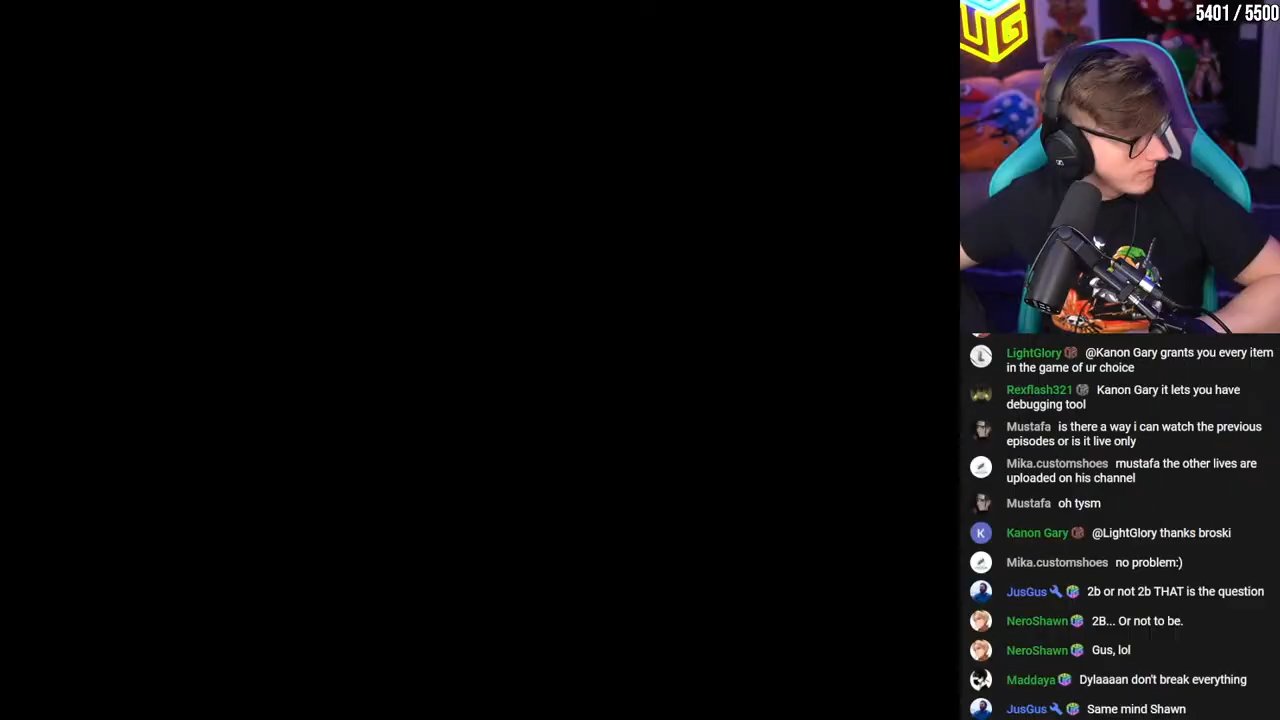 5401 / 5500
UG
LightGlory @Kanon Gary grants you every item
in the game of ur choice
Rexflash321 Kanon Gary it lets you have
debugging tool
Mustafa is there a way i can watch the previous
episodes or is it live only
Mika.customshoes mustafa the other lives are
uploaded on his channel
Mustafa oh tysm
K Kanon Gary @LightGlory thanks broski
Mika.customshoes no problem:)
JusGus 2b or not 2b THAT is the question
NeroShawn 2B... Or not to be.
NeroShawn Gus, lol
Maddaya Dylaaaan don't break everything
JusGus Same mind Shawn